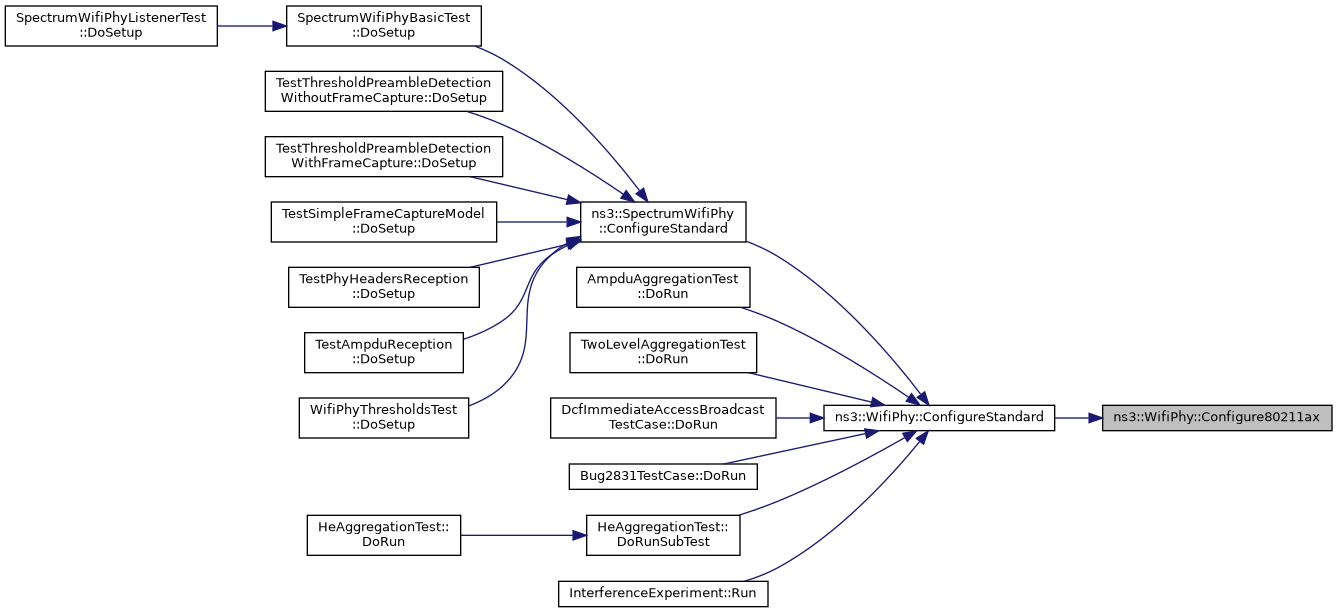 SpectrumWifiPhyListenerTest
::DoSetup
SpectrumWifiPhyBasicTest
::DoSetup
TestThresholdPreambleDetection
WithoutFrameCapture::DoSetup
TestThresholdPreambleDetection
WithFrameCapture::DoSetup
TestSimpleFrameCaptureModel
::DoSetup
TestPhyHeadersReception
::DoSetup
TestAmpduReception
::DoSetup
WifiPhyThresholdsTest
::DoSetup
ns3::SpectrumWifiPhy
::ConfigureStandard
AmpduAggregationTest
::DoRun
TwoLevelAggregationTest
::DoRun
DcfImmediateAccessBroadcast
TestCase::DoRun
Bug2831TestCase::DoRun
HeAggregationTest::
DoRun
HeAggregationTest::
DoRunSubTest
InterferenceExperiment::Run
ns3::WifiPhy::ConfigureStandard
ns3::WifiPhy::Configure80211ax